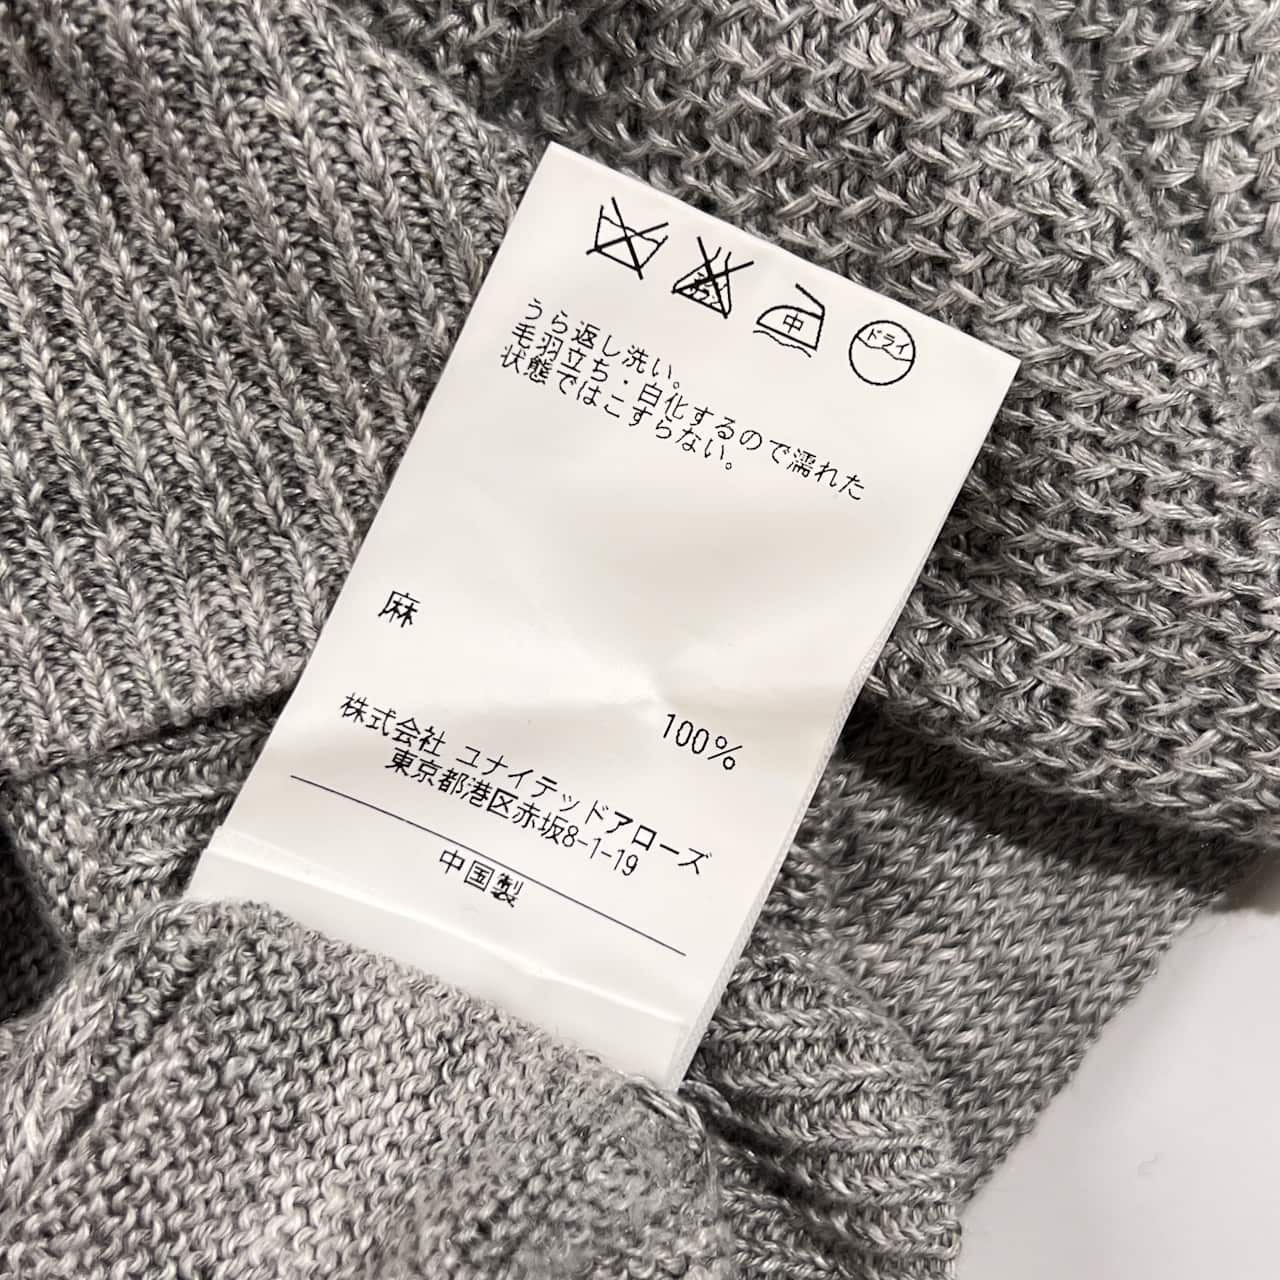 中
ドライ
うら返し洗い。
毛羽立ち・白化するので濡れた
状態ではこすらない。
麻
100%
株式会社 ユナイテッドアローズ
東京都港区赤坂8-1-19
中国製